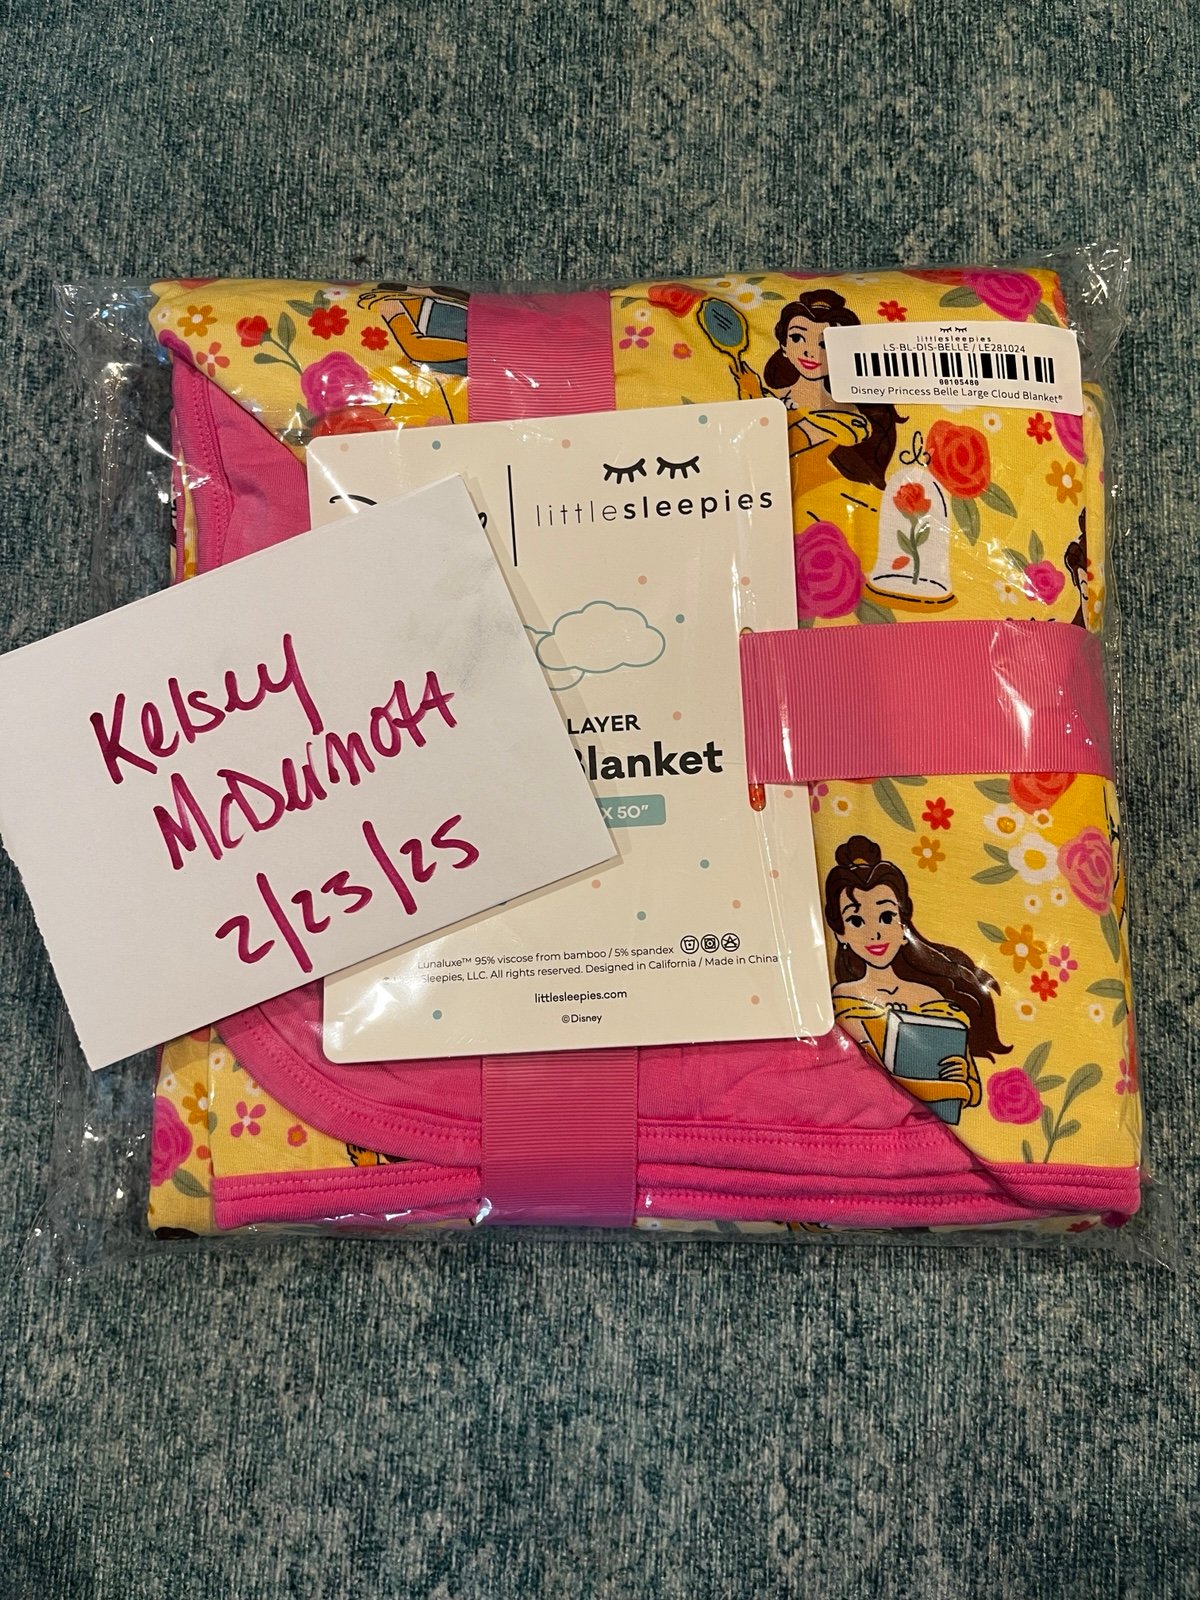 littlesleepies
LS-BL-DIS-BELLE / LE281024
00105480
Disney Princess Belle Large Cloud Blanket®
littlesleepies
Kelsey
McDermott
2/23/25
LAYER
Blanket
X 50"
Lunaluxe™ 95% viscose from bamboo / 5% spandex
Sleepies, LLC. All rights reserved. Designed in California / Made in China
littlesleepies.com
©Disney